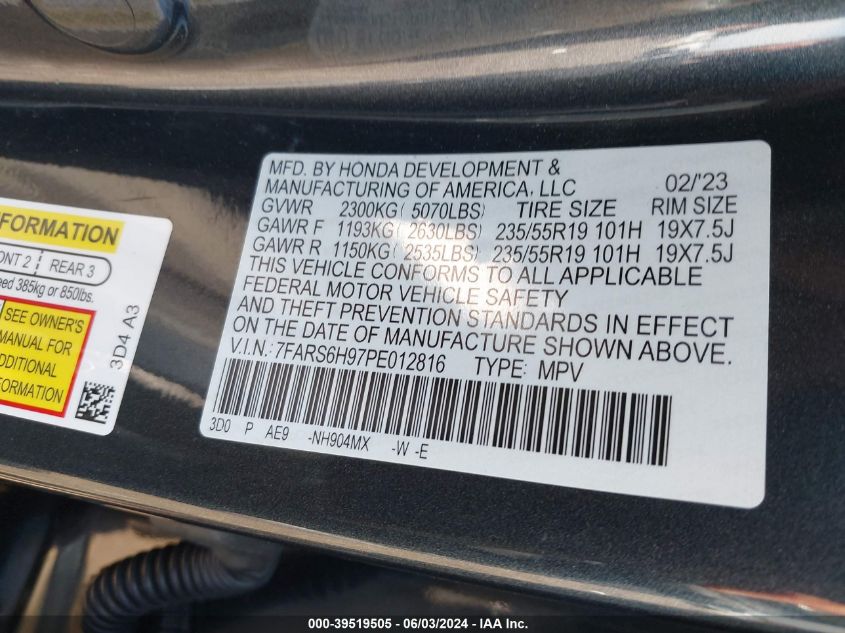 MFD. BY HONDA DEVELOPMENT &
MANUFACTURING OF AMERICA, LLC 02/'23
GVWR 2300KG ( 5070LBS) TIRE SIZE RIM SIZE
GAWR F 1193KG ( 2630LBS) 235/55R19 101H 19X7.5J
GAWR R 1150KG ( 2535LBS) 235/55R19 101H 19X7.5J
THIS VEHICLE CONFORMS TO ALL APPLICABLE
FEDERAL MOTOR VEHICLE SAFETY
AND THEFT PREVENTION STANDARDS IN EFFECT
ON THE DATE OF MANUFACTURE SHOWN ABOVE.
V.I.N.: 7FARS6H97PE012816 TYPE: MPV
3D0 P AE9 -NH904MX -W -E
FORMATION
ONT 2 REAR 3
eed 385kg or 850lbs.
SEE OWNER'S
MANUAL FOR
ADDITIONAL
NFORMATION
3D4 A3
000-39519505 - 06/03/2024 - IAA Inc.